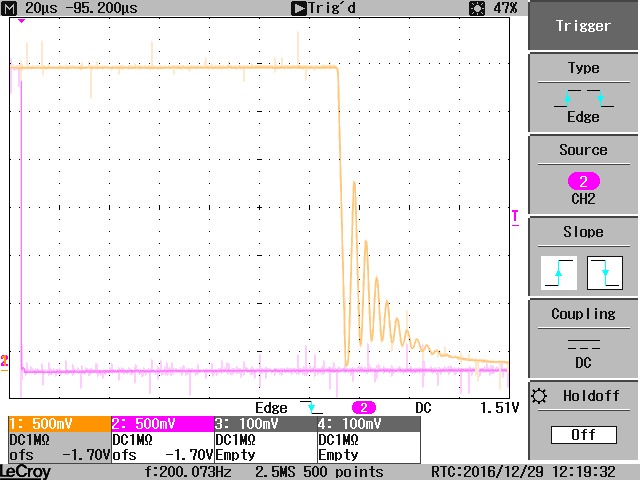 M 20µs -95.200µs Trig'd 47%
Trigger
Type
Edge
Source
2
CH2
T
Slope
Coupling
DC
2
Edge 2 DC 1.51V
Holdoff
Off
1: 500mV 2: 500mV 3: 100mV 4: 100mV
DC1MΩ DC1MΩ DC1MΩ DC1MΩ
ofs -1.70V ofs -1.70V Empty Empty
LeCroy f:200.073Hz 2.5MS 500 points RTC:2016/12/29 12:19:32